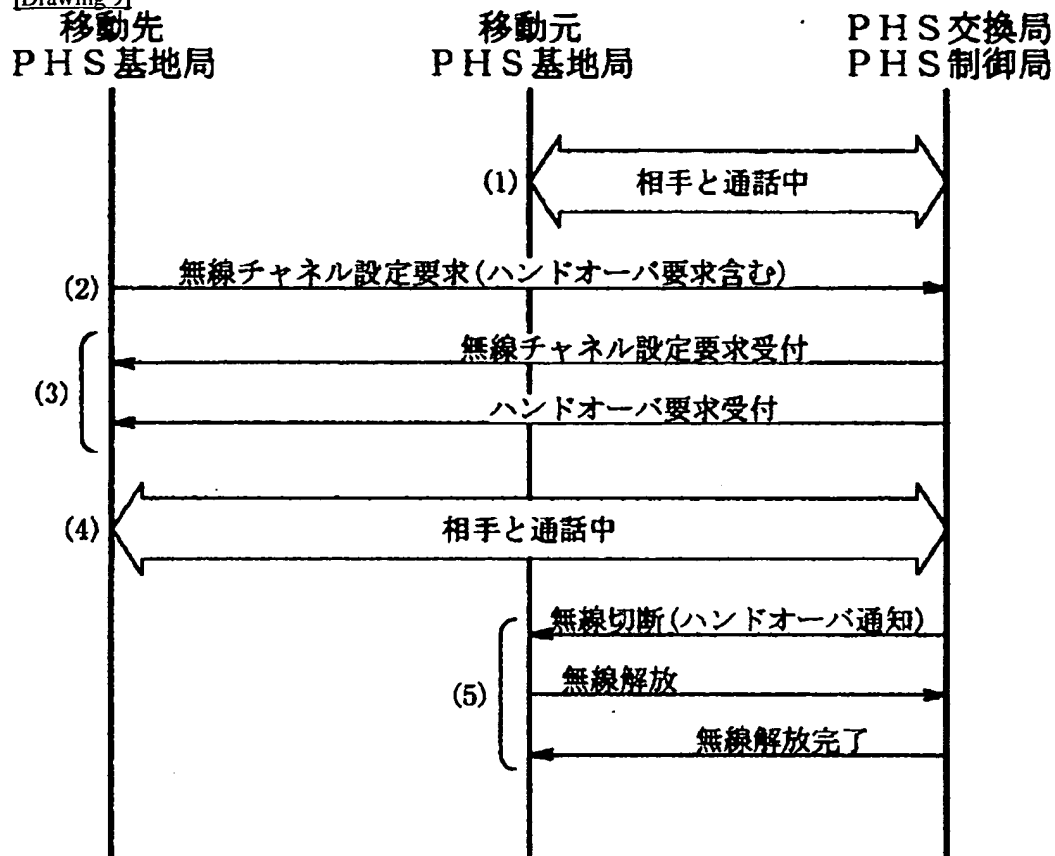 [Drawing 9]
移動先 移動元 PHS交換局
PHS基地局 PHS基地局 PHS制御局
(1) 相手と通話中
(2) 無線チャネル設定要求(ハンドオーバ要求含む)
無線チャネル設定要求受付
(3)
ハンドオーバ要求受付
(4) 相手と通話中
無線切断(ハンドオーバ通知)
(5) 無線解放
無線解放完了